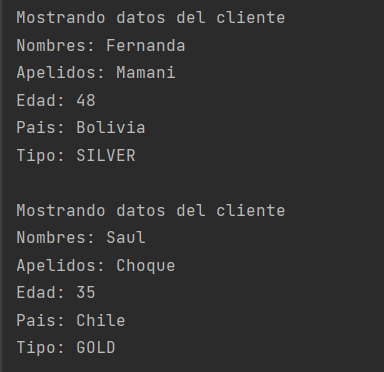 Mostrando datos del cliente
Nombres: Fernanda
Apelidos: Mamani
Edad: 48
Pais: Bolivia
Tipo: SILVER

Mostrando datos del cliente
Nombres: Saul
Apelidos: Choque
Edad: 35
Pais: Chile
Tipo: GOLD